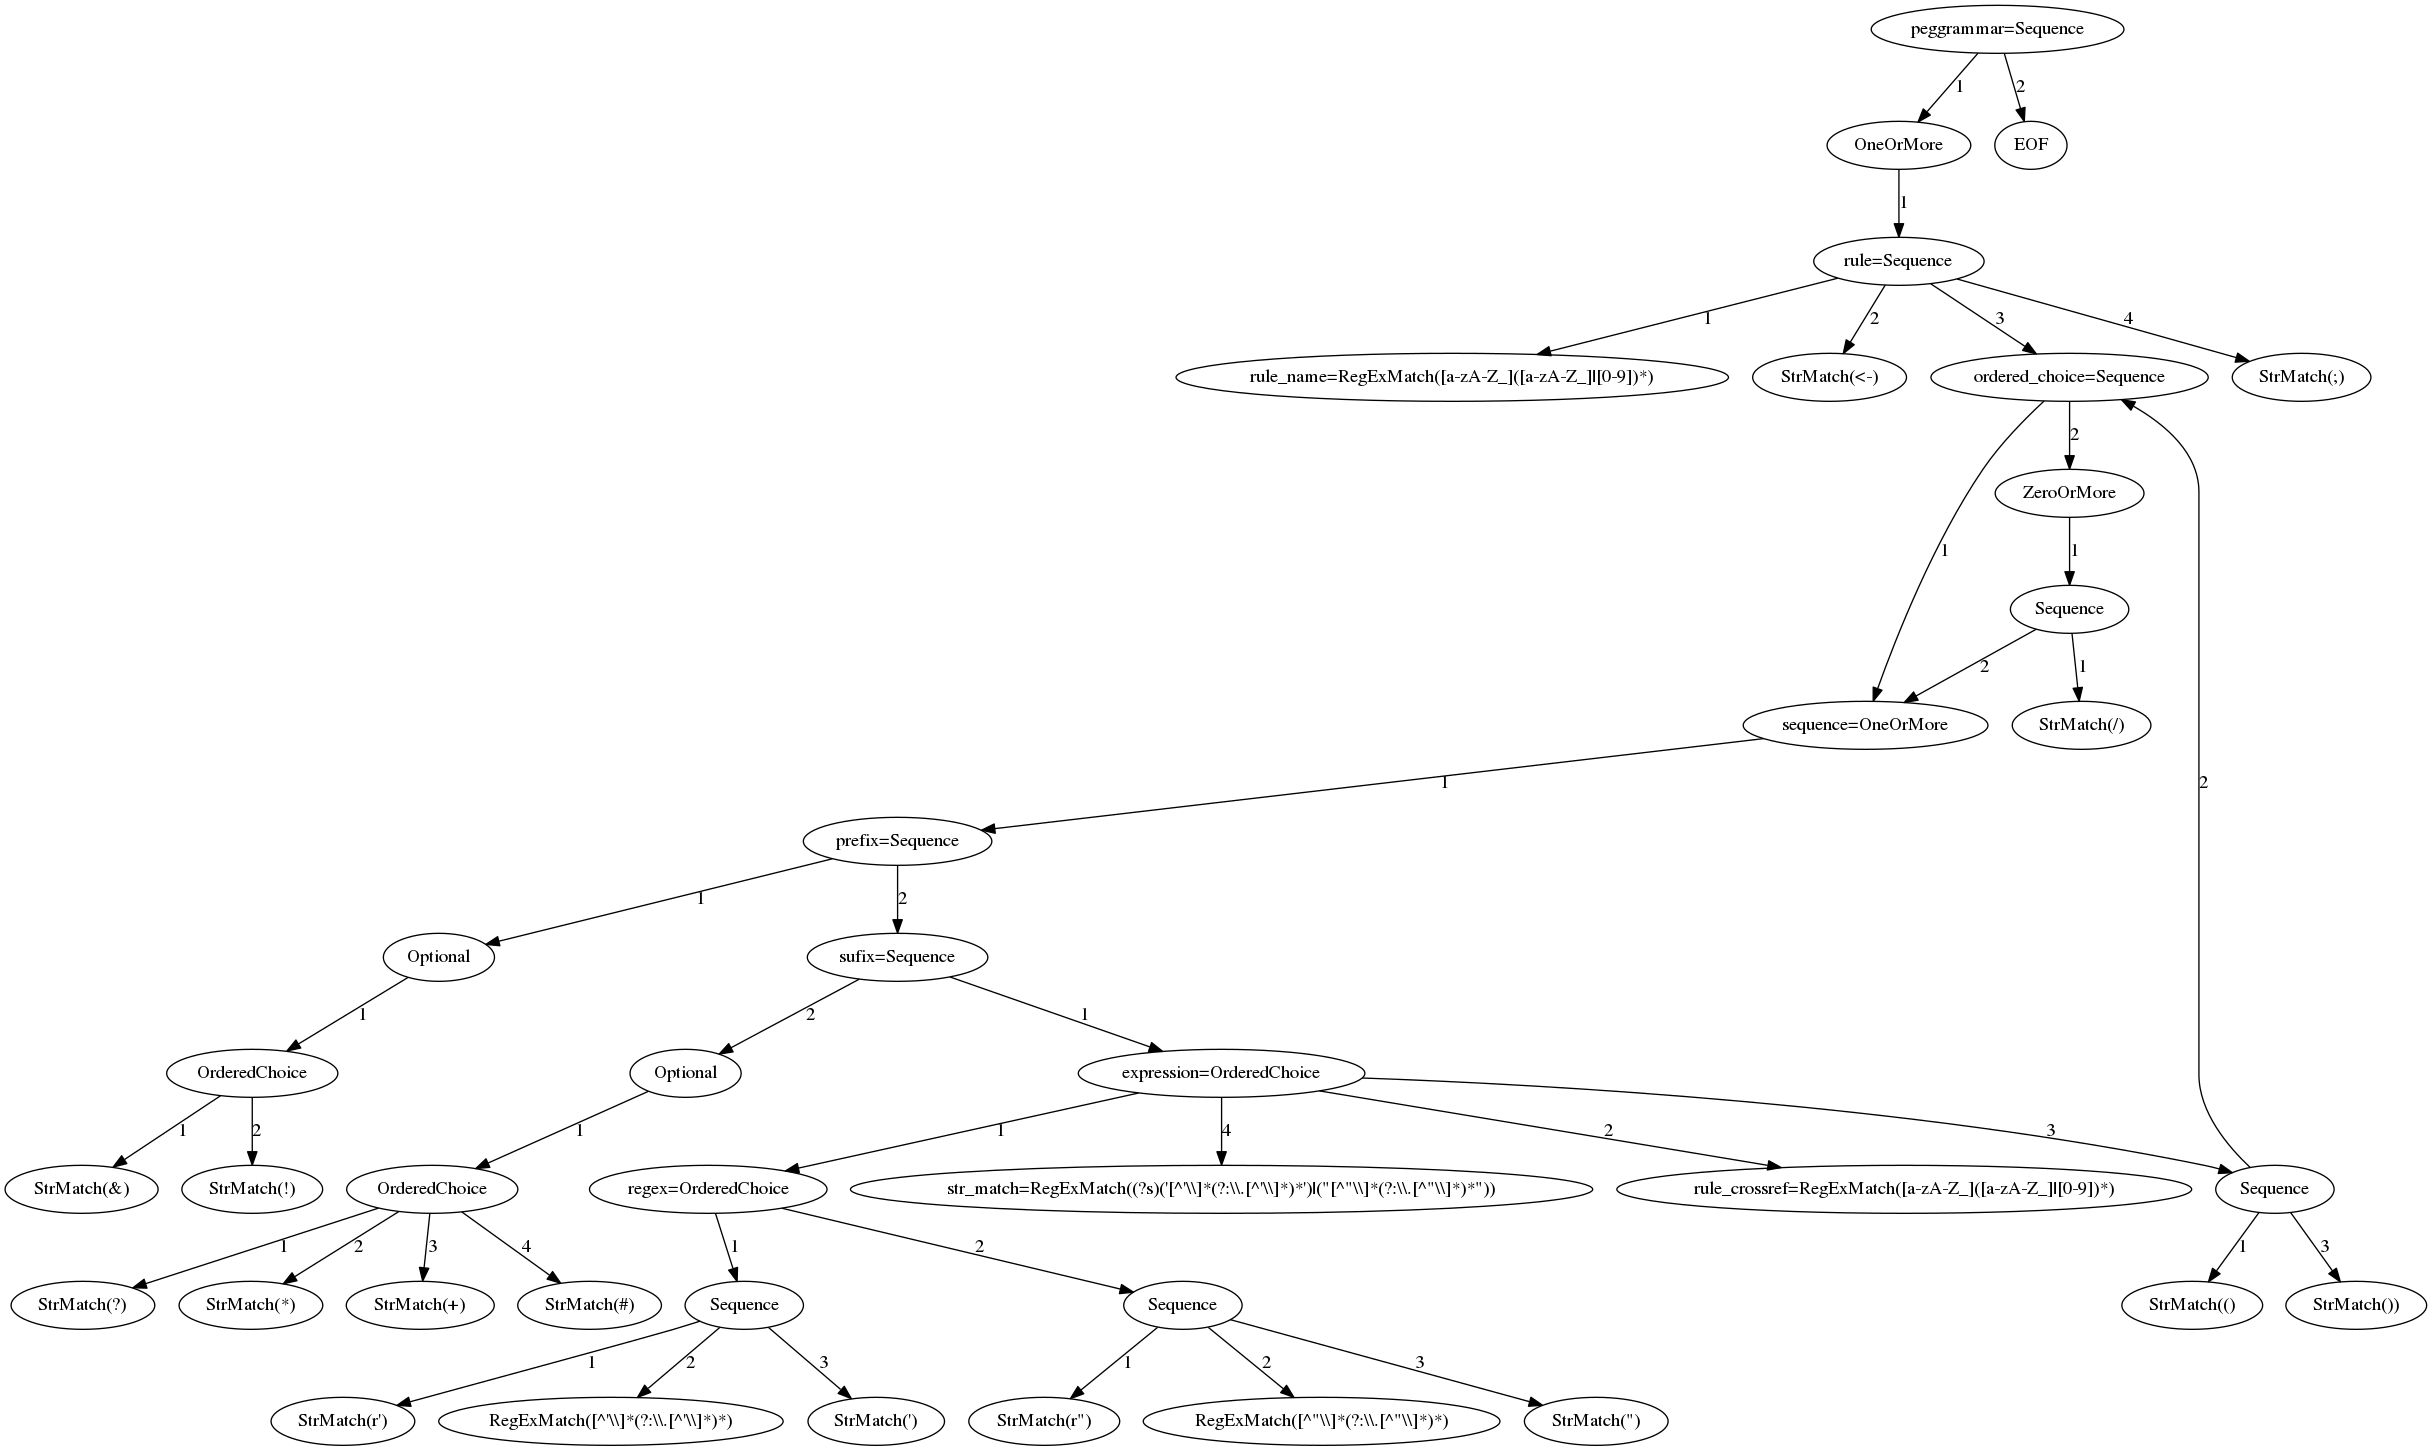 peggrammar=Sequence
1
2
OneOrMore
EOF
1
rule=Sequence
1
2
3
4
rule_name=RegExMatch([a-zA-Z_]([a-zA-Z_]|[0-9])*)
StrMatch(<-)
ordered_choice=Sequence
StrMatch(;)
2
ZeroOrMore
1
1
Sequence
2
1
sequence=OneOrMore
StrMatch(/)
1
2
prefix=Sequence
1
2
Optional
sufix=Sequence
1
2
1
OrderedChoice
Optional
expression=OrderedChoice
1
2
1
1
4
2
3
StrMatch(&)
StrMatch(!)
OrderedChoice
regex=OrderedChoice
str_match=RegExMatch((?s)('[^'\\]*(?:\\.[^'\\]*)*')|("[^"\\]*(?:\\.[^"\\]*)*"))
rule_crossref=RegExMatch([a-zA-Z_]([a-zA-Z_]|[0-9])*)
Sequence
1
2
3
4
1
2
1
3
StrMatch(?)
StrMatch(*)
StrMatch(+)
StrMatch(#)
Sequence
Sequence
StrMatch(()
StrMatch())
1
2
3
1
2
3
StrMatch(r')
RegExMatch([^'\\]*(?:\\.[^'\\]*)*)
StrMatch(')
StrMatch(r")
RegExMatch([^"\\]*(?:\\.[^"\\]*)*)
StrMatch(")